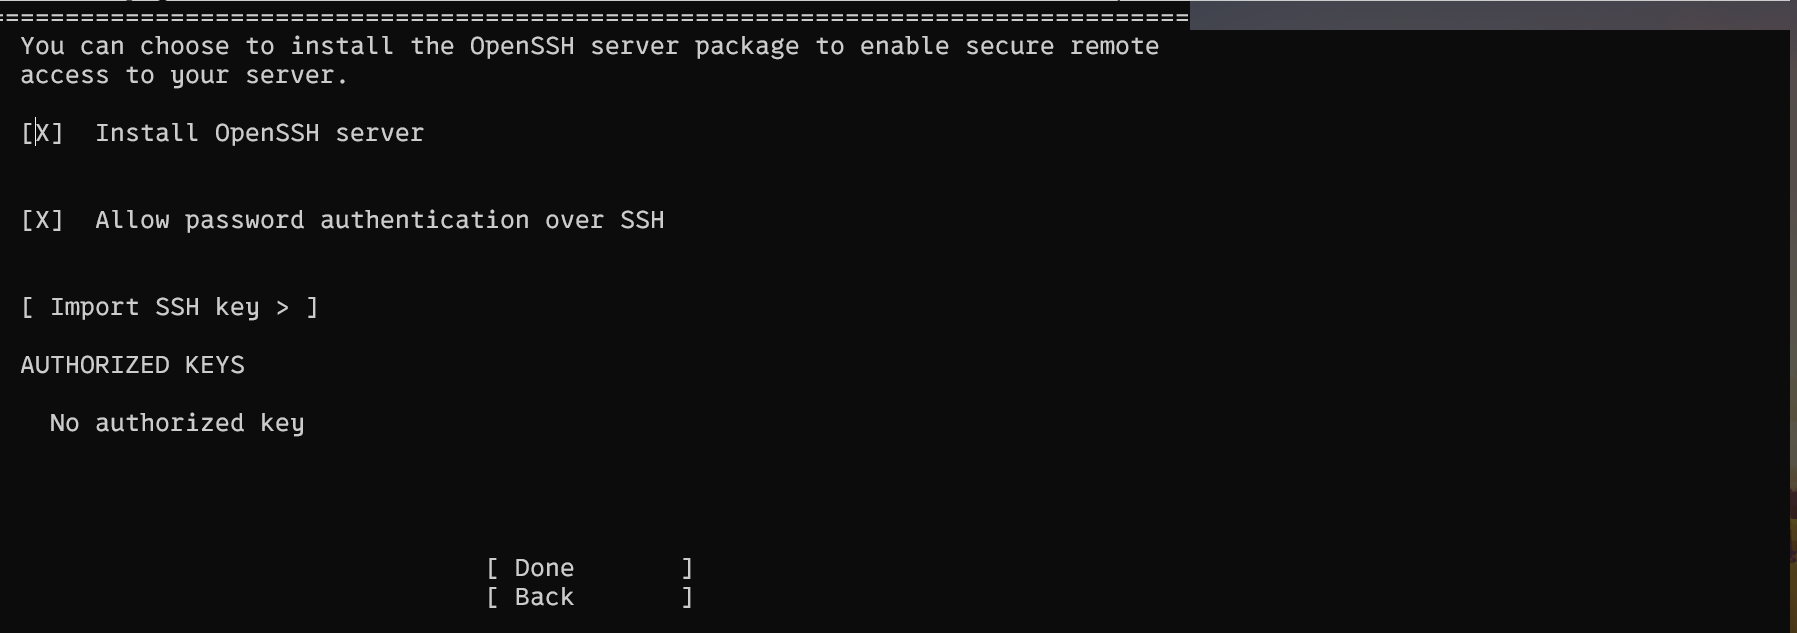 ===============================================================================
You can choose to install the OpenSSH server package to enable secure remote
access to your server.
[X]  Install OpenSSH server
[X]  Allow password authentication over SSH
[ Import SSH key > ]
AUTHORIZED KEYS
No authorized key
[ Done       ]
[ Back       ]